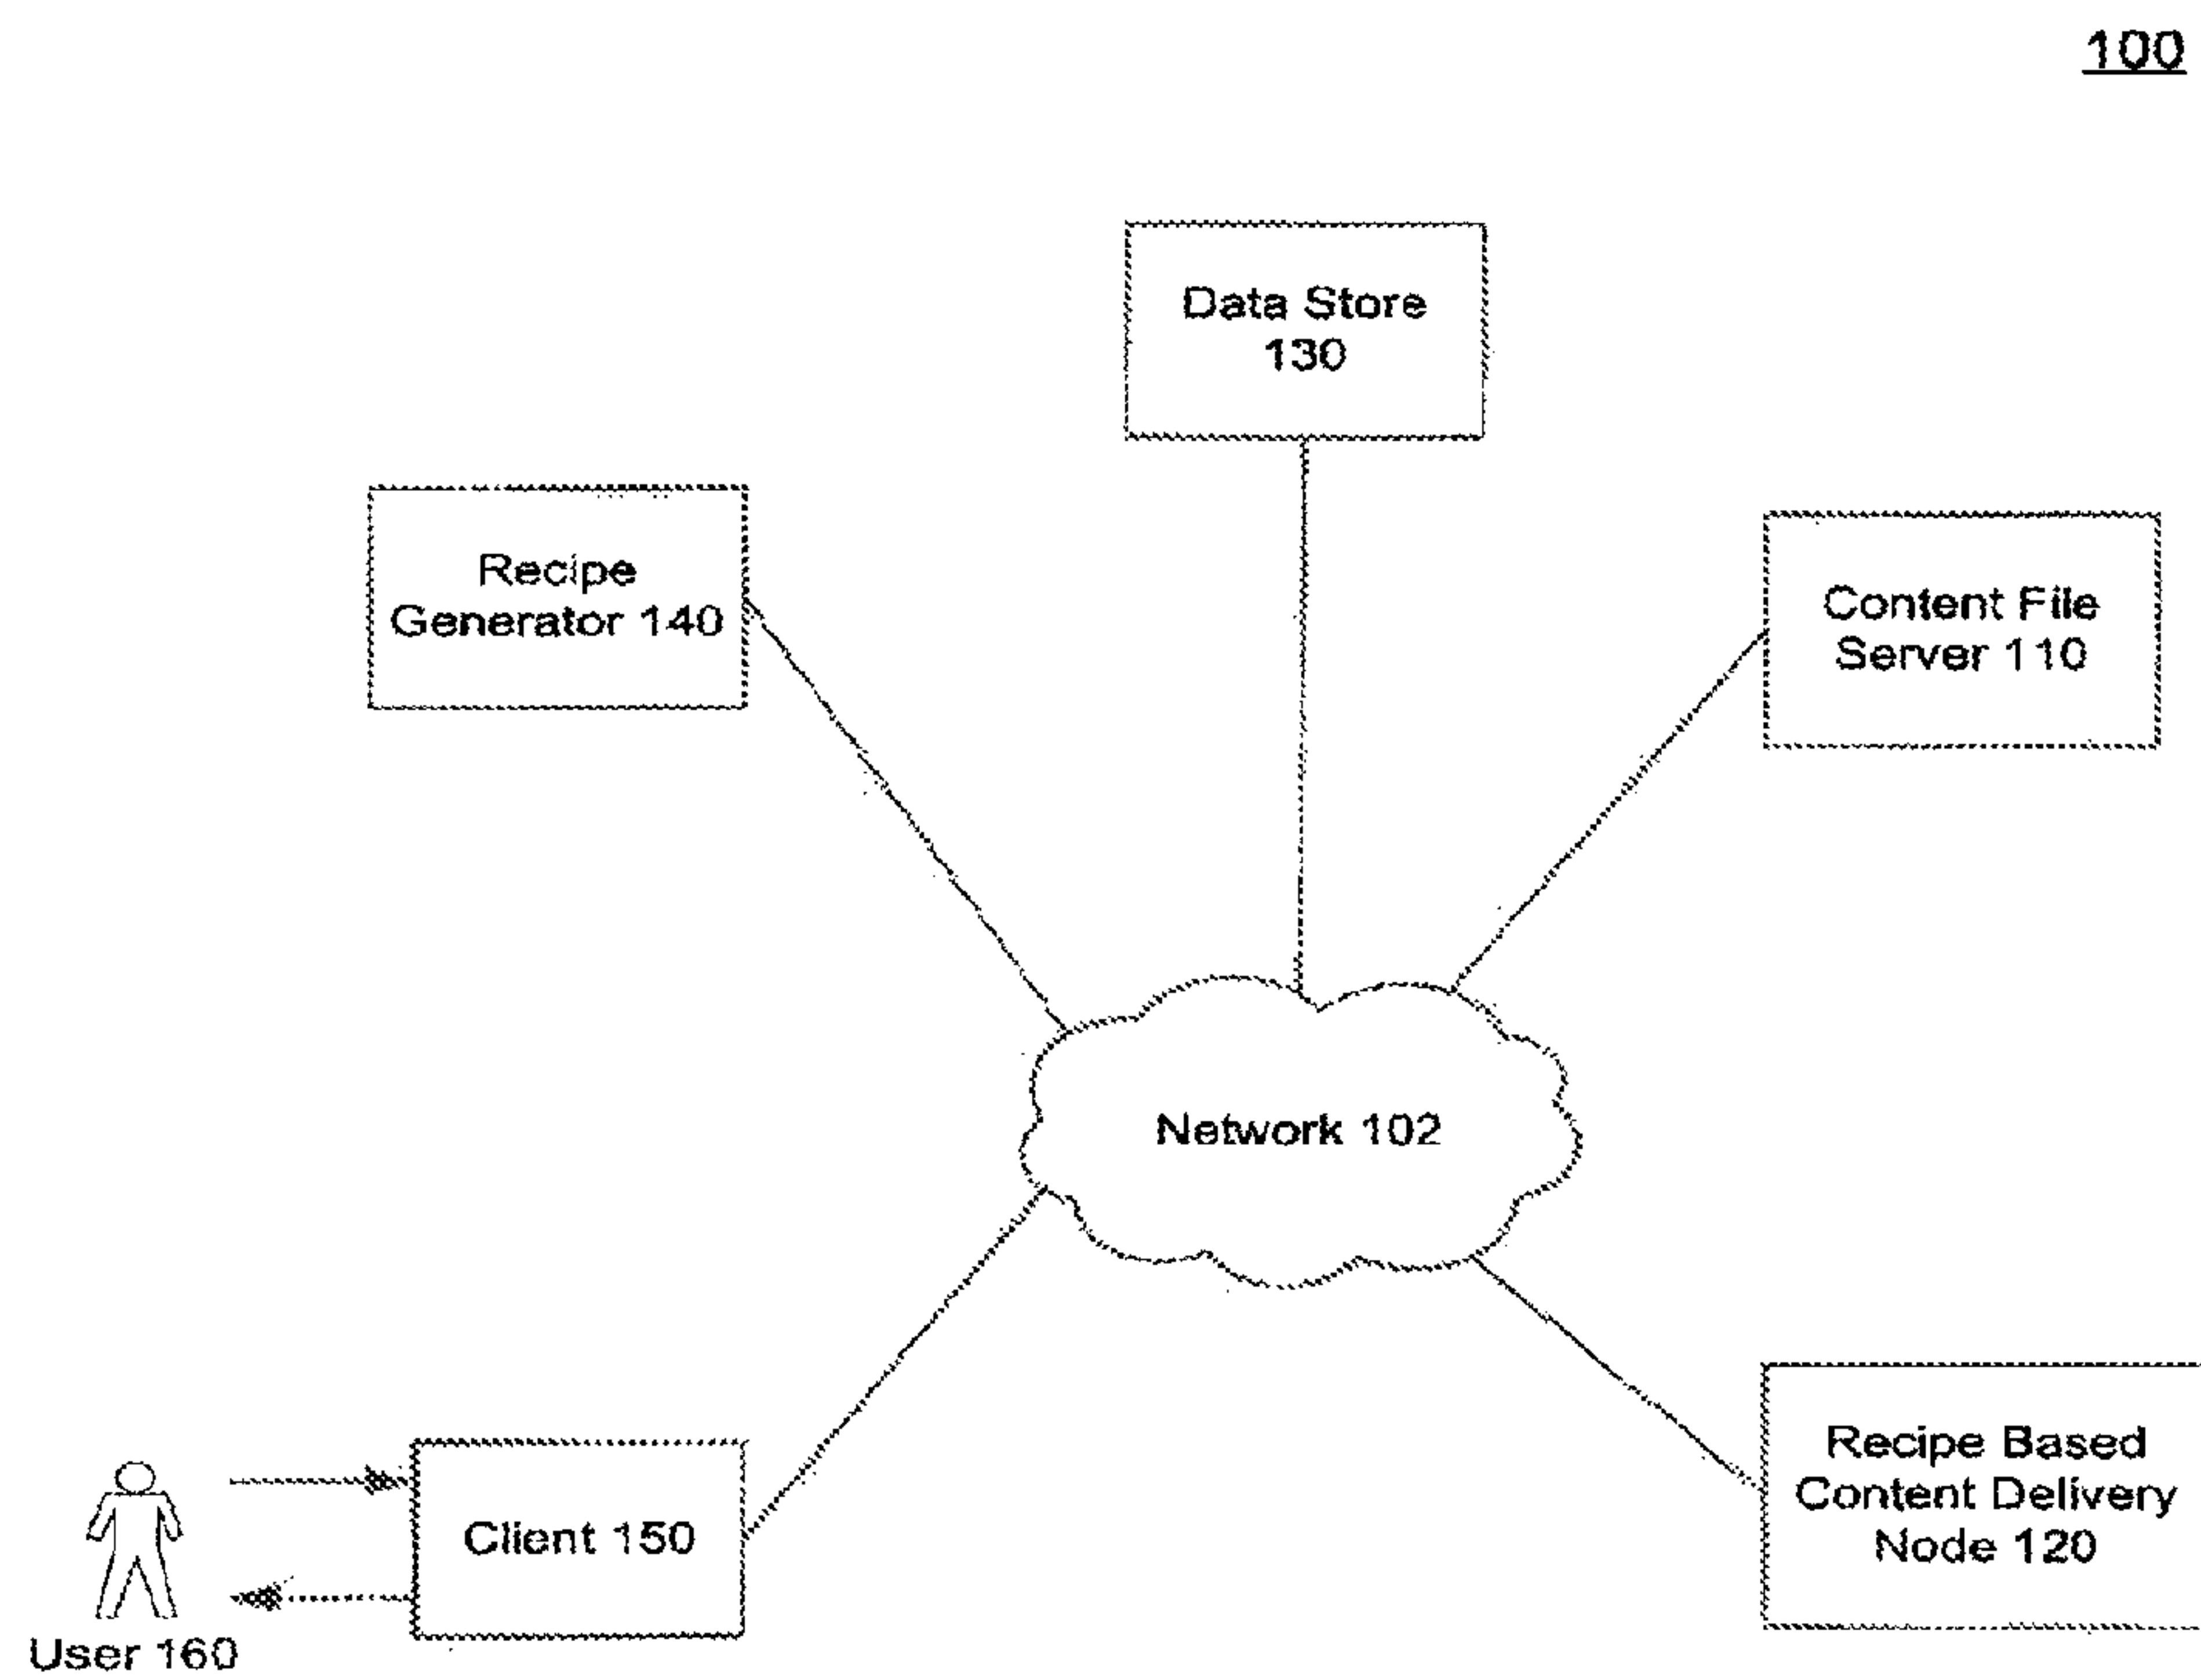 100
Data Store
130
Recipe
Generator 140
Content File
Server 110
Network 102
Client 150
Recipe Based
Content Delivery
Node 120
User 160